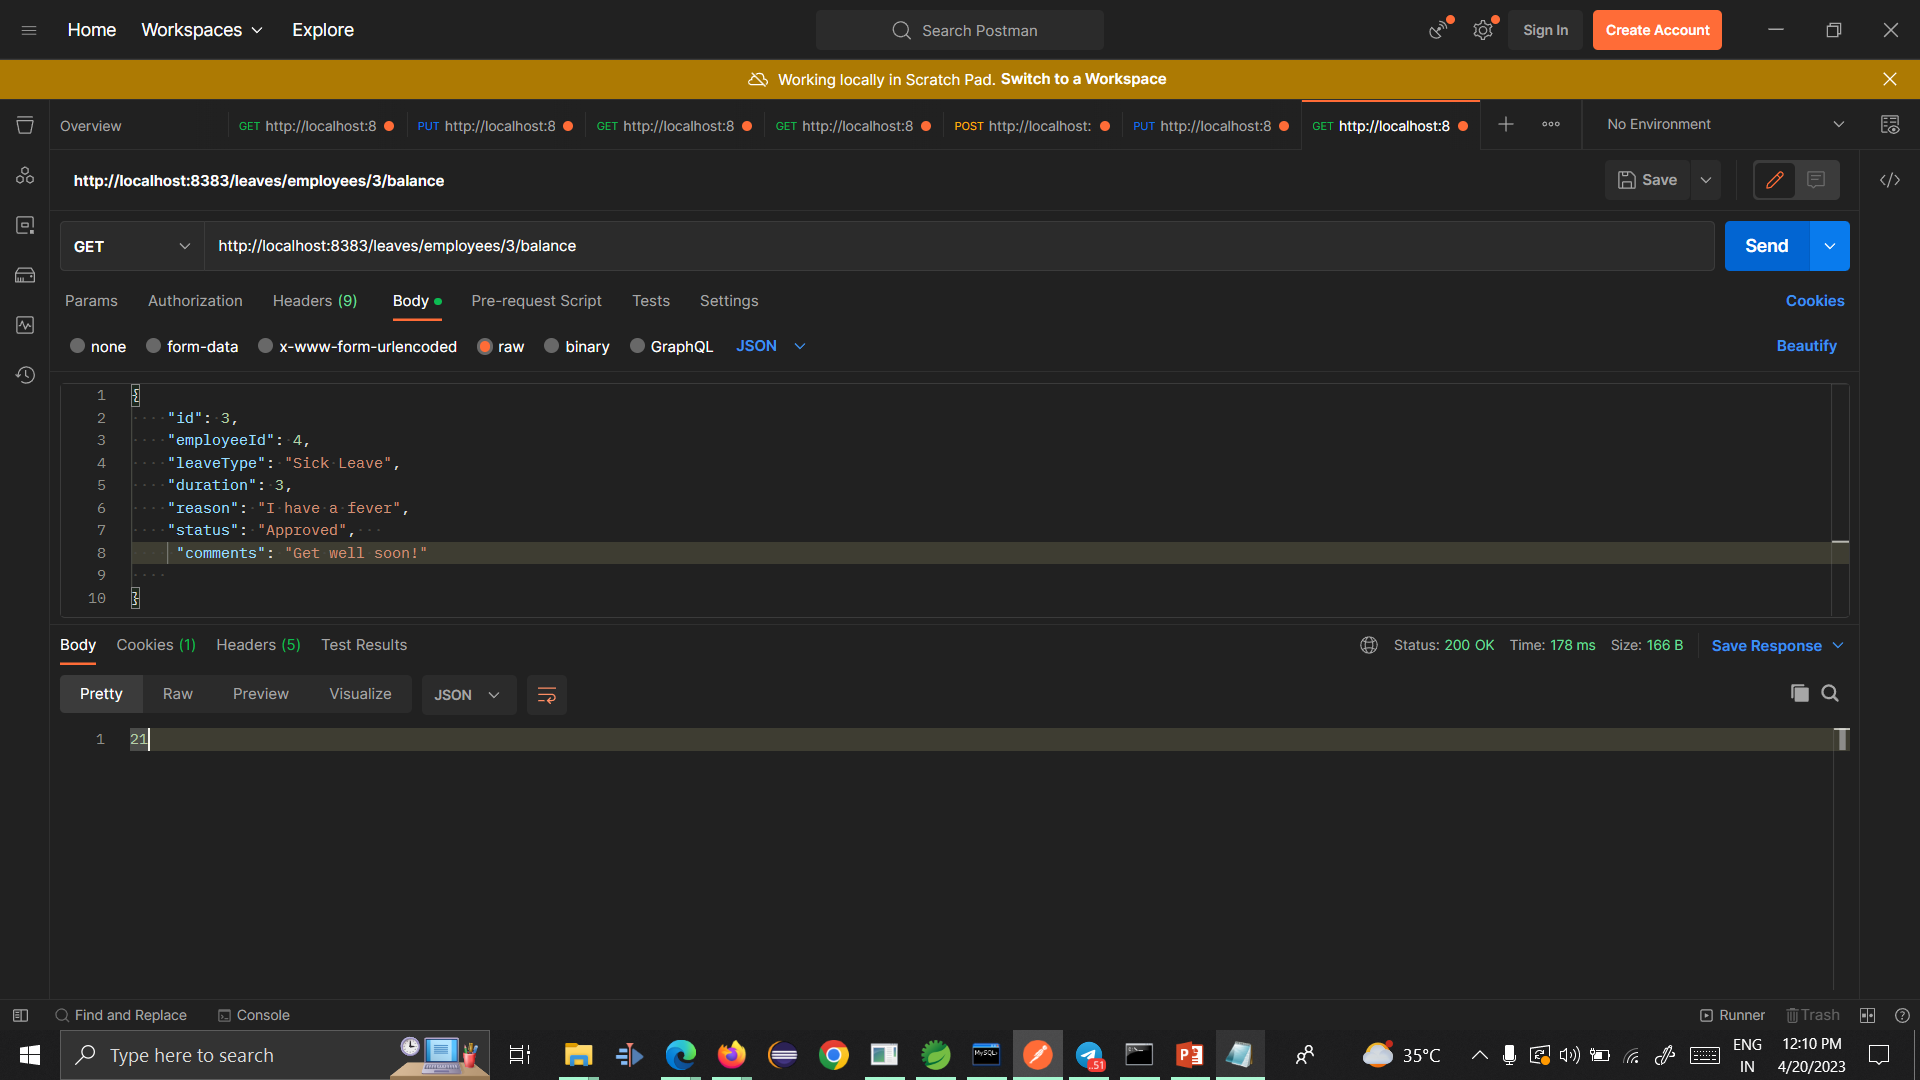 Home Workspaces Explore Search Postman Sign In Create Account
Working locally in Scratch Pad. Switch to a Workspace
Overview GET http://localhost:8 PUT http://localhost:8 GET http://localhost:8 GET http://localhost:8 POST http://localhost: PUT http://localhost:8 GET http://localhost:8 No Environment
http://localhost:8383/leaves/employees/3/balance Save
GET http://localhost:8383/leaves/employees/3/balance Send
Params Authorization Headers (9) Body Pre-request Script Tests Settings Cookies
none form-data x-www-form-urlencoded raw binary GraphQL JSON Beautify
1 {
2 "id": 3,
3 "employeeId": 4,
4 "leaveType": "Sick Leave",
5 "duration": 3,
6 "reason": "I have a fever",
7 "status": "Approved",
8 "comments": "Get well soon!"
9
10 }
Body Cookies (1) Headers (5) Test Results Status: 200 OK Time: 178 ms Size: 166 B Save Response
Pretty Raw Preview Visualize JSON
1 21
Find and Replace Console Runner Trash
Type here to search MySQL 51 35°C ENG IN 12:10 PM 4/20/2023